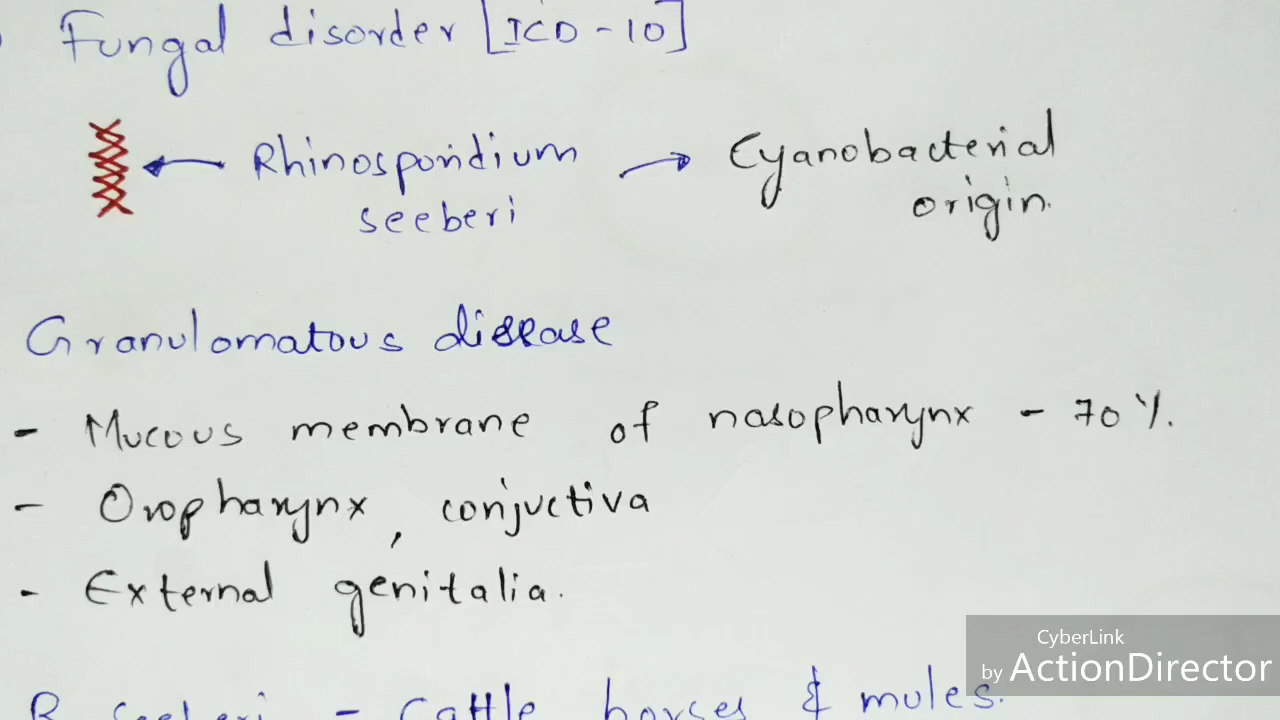 Fungal disorder [ICD-10]
Rhinosporidium → Cyanobacterial
seeberi origin.
Granulomatous disease
- Mucous membrane of nasopharynx - 70%.
- Oropharynx, conjuctiva
- External genitalia.
R. seeberi - Cattle horses & mules.
CyberLink
by ActionDirector